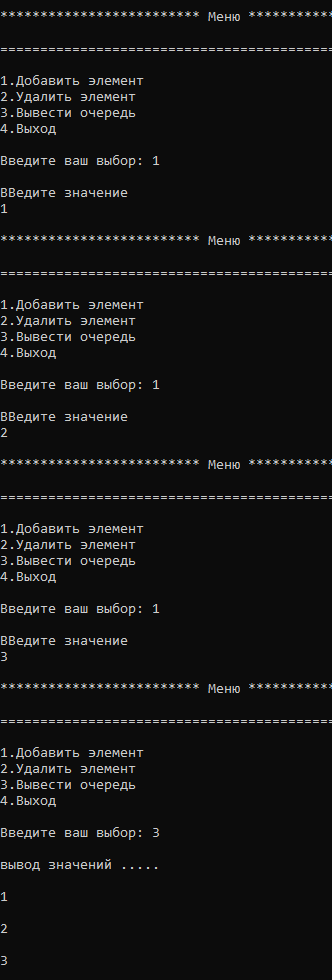 ************************* Меню ***********
==========================================
1.Добавить элемент
2.Удалить элемент
3.Вывести очередь
4.Выход
Введите ваш выбор: 1
ВВедите значение
1
************************* Меню ***********
==========================================
1.Добавить элемент
2.Удалить элемент
3.Вывести очередь
4.Выход
Введите ваш выбор: 1
ВВедите значение
2
************************* Меню ***********
==========================================
1.Добавить элемент
2.Удалить элемент
3.Вывести очередь
4.Выход
Введите ваш выбор: 1
ВВедите значение
3
************************* Меню ***********
==========================================
1.Добавить элемент
2.Удалить элемент
3.Вывести очередь
4.Выход
Введите ваш выбор: 3
вывод значений .....
1
2
3